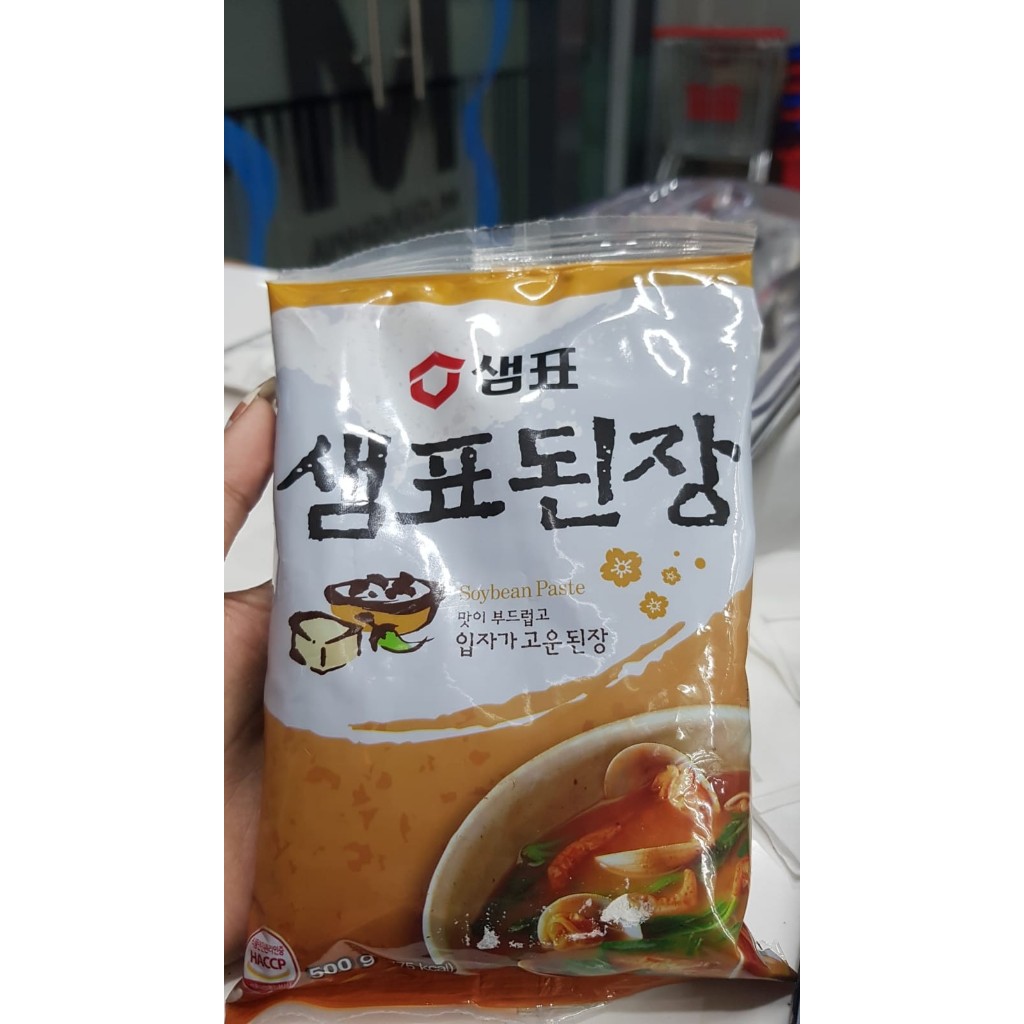 샘표
샘표된장
Soybean Paste
맛이 부드럽고
입자가 고운 된장
HACCP
500 g